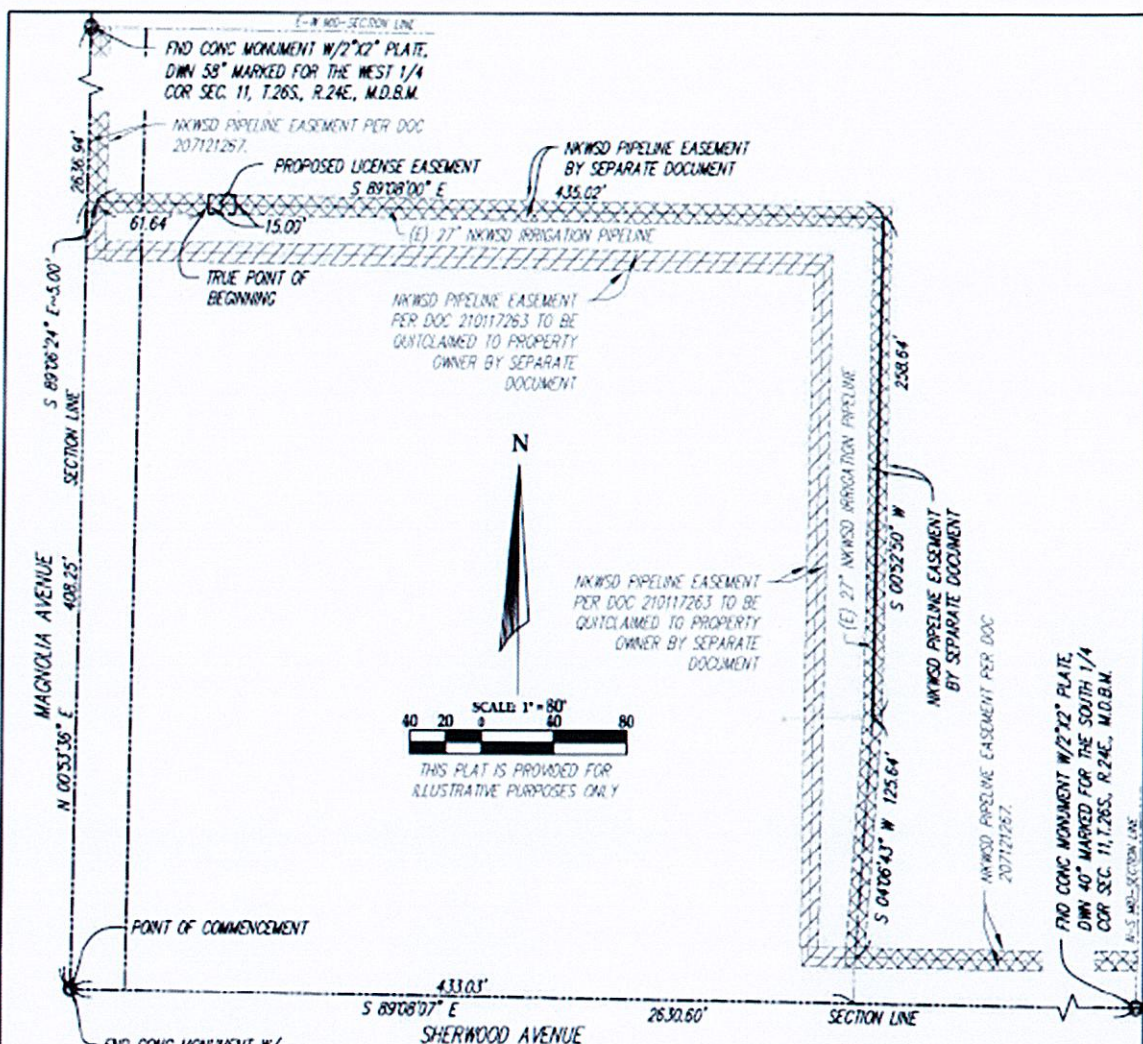 E-W MID-SECTION LINE
FND CONC MONUMENT W/2"X2" PLATE,
DWN 58" MARKED FOR THE WEST 1/4
COR SEC. 11, T.26S., R.24E., M.D.B.M.
NKWSD PIPELINE EASEMENT PER DOC
207121267.
2636.94'
PROPOSED LICENSE EASEMENT
NKWSD PIPELINE EASEMENT
BY SEPARATE DOCUMENT
S 89°08'00" E
435.02'
61.64
15.00'
(E) 27" NKWSD IRRIGATION PIPELINE
TRUE POINT OF
BEGINNING
S 89°06'24" E~5.00'
NKWSD PIPELINE EASEMENT
PER DOC 210117263 TO BE
QUITCLAIMED TO PROPERTY
OWNER BY SEPARATE
DOCUMENT
258.64'
SECTION LINE
(E) 27" NKWSD IRRIGATION PIPELINE
N
S 00°52'50" W
NKWSD PIPELINE EASEMENT
BY SEPARATE DOCUMENT
MAGNOLIA AVENUE
408.25'
N 00°53'36" E
NKWSD PIPELINE EASEMENT
PER DOC 210117263 TO BE
QUITCLAIMED TO PROPERTY
OWNER BY SEPARATE
DOCUMENT
SCALE: 1" = 80'
40 20 0 40 80
THIS PLAT IS PROVIDED FOR
ILLUSTRATIVE PURPOSES ONLY
S 04°06'43" W 125.64'
NKWSD PIPELINE EASEMENT PER DOC
207121267.
FND CONC MONUMENT W/2"X2" PLATE,
DWN 40" MARKED FOR THE SOUTH 1/4
COR SEC. 11,T.26S., R.24E., M.D.B.M.
N-S MID-SECTION LINE
POINT OF COMMENCEMENT
433.03'
S 89°08'07" E
2630.60'
SECTION LINE
SHERWOOD AVENUE
FND CONC MONUMENT W/